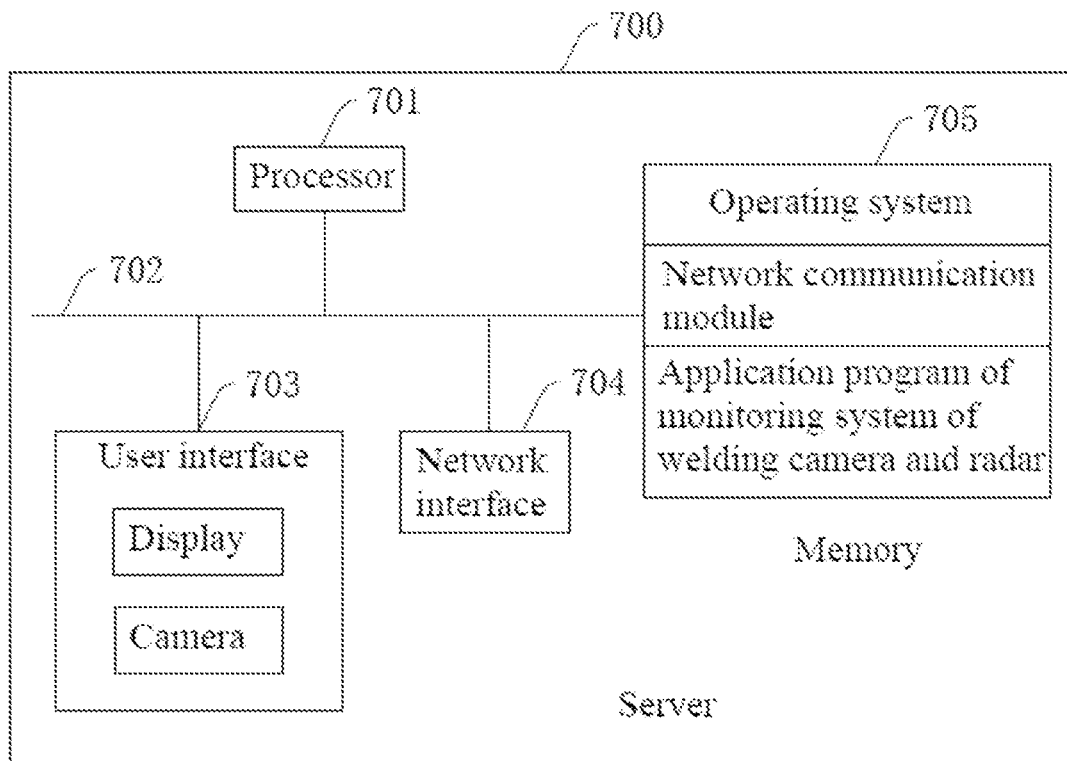 700
701
705
Processor
Operating system
702
Network communication
module
703
704
Application program of
monitoring system of
welding camera and radar
User interface
Network
interface
Display
Memory
Camera
Server